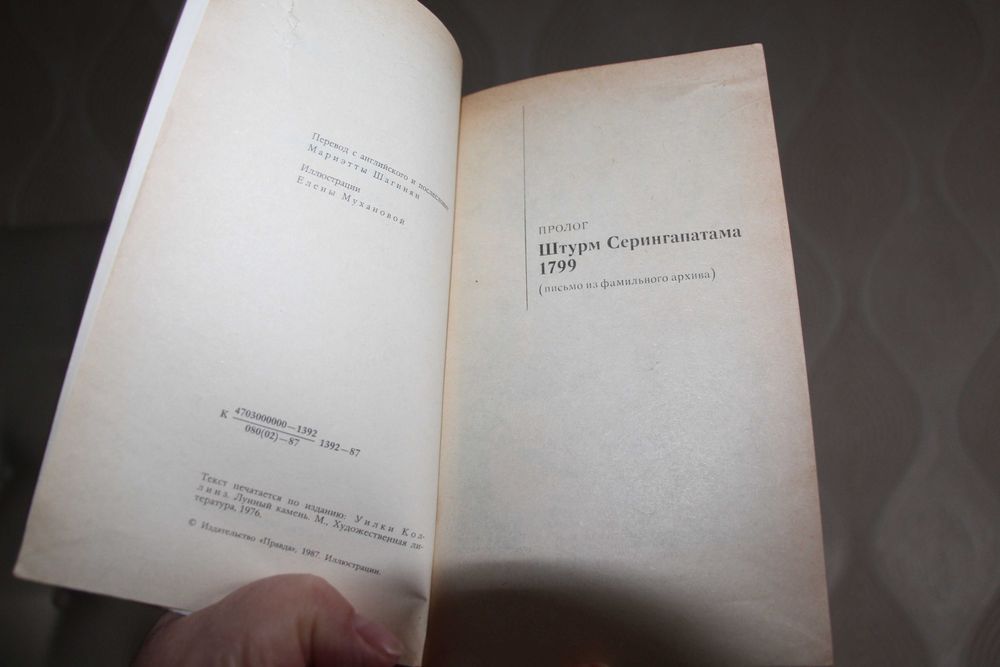 Перевод с английского и послесловие
Мариэтты Шагинян
Иллюстрации
Елены Мухановой
К 4703000000—1392
080(02)—87 1392—87
Текст печатается по изданию: Уилки Кол-
линз. Лунный камень. М., Художественная ли-
тература, 1976.
© Издательство «Правда», 1987. Иллюстрации.
ПРОЛОГ
Штурм Серингапатама
1799
(письмо из фамильного архива)